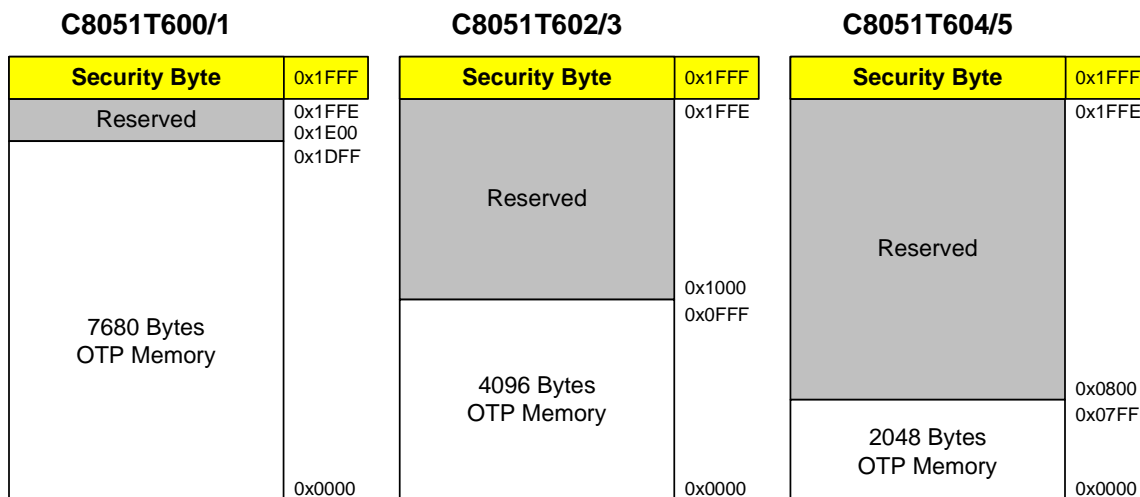 C8051T600/1
Security Byte
0x1FFF
Reserved
0x1FFE
0x1E00
0x1DFF
7680 Bytes
OTP Memory
0x0000
C8051T602/3
Security Byte
0x1FFF
0x1FFE
Reserved
0x1000
0x0FFF
4096 Bytes
OTP Memory
0x0000
C8051T604/5
Security Byte
0x1FFF
0x1FFE
Reserved
0x0800
0x07FF
2048 Bytes
OTP Memory
0x0000